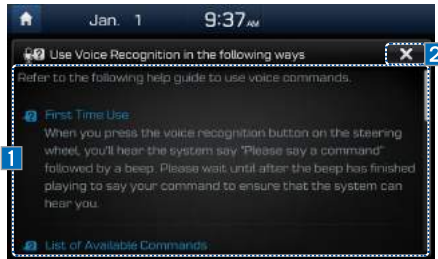 Jan. 1 9:37 AM
Use Voice Recognition in the following ways
2
Refer to the following help guide to use voice commands.
First Time Use
When you press the voice recognition button on the steering
wheel, you'll hear the system say "Please say a command"
1
followed by a beep. Please wait until after the beep has finished
playing to say your command to ensure that the system can
hear you.
List of Available Commands